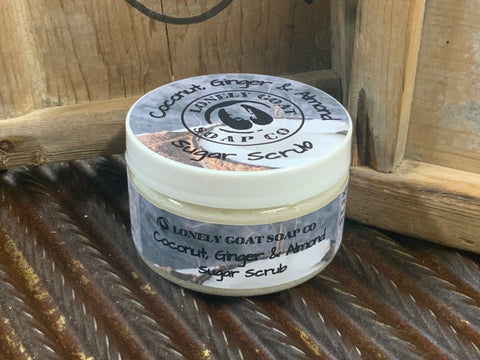 Coconut, Ginger & Almond
LONELY GOAT
SOAP CO
Sugar Scrub
LONELY GOAT SOAP CO
Coconut, Ginger & Almond
Sugar Scrub